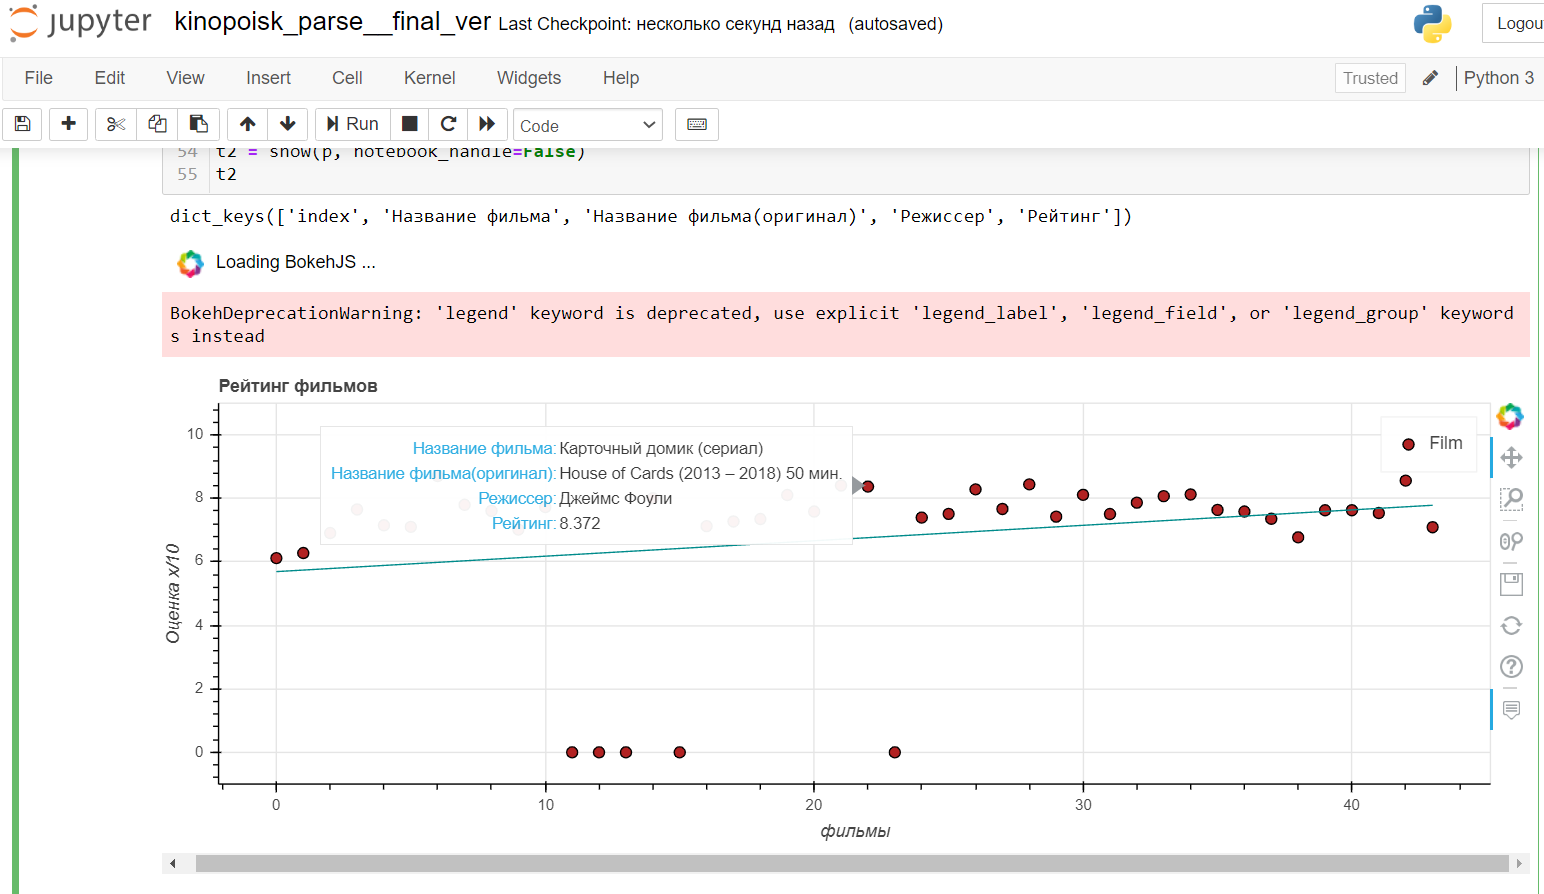 jupyter kinopoisk_parse__final_ver Last Checkpoint: несколько секунд назад (autosaved) Logou
File Edit View Insert Cell Kernel Widgets Help Trusted Python 3
Run Code
54 t2 = show(p, notebook_handle=False)
55 t2
dict_keys(['index', 'Название фильма', 'Название фильма(оригинал)', 'Режиссер', 'Рейтинг'])
Loading BokehJS ...
BokehDeprecationWarning: 'legend' keyword is deprecated, use explicit 'legend_label', 'legend_field', or 'legend_group' keyword
s instead
Рейтинг фильмов
Film
Название фильма: Карточный домик (сериал)
Название фильма(оригинал): House of Cards (2013 – 2018) 50 мин.
Режиссер: Джеймс Фоули
Рейтинг: 8.372
Оценка x/10
10
8
6
4
2
0
0 10 20 30 40
фильмы